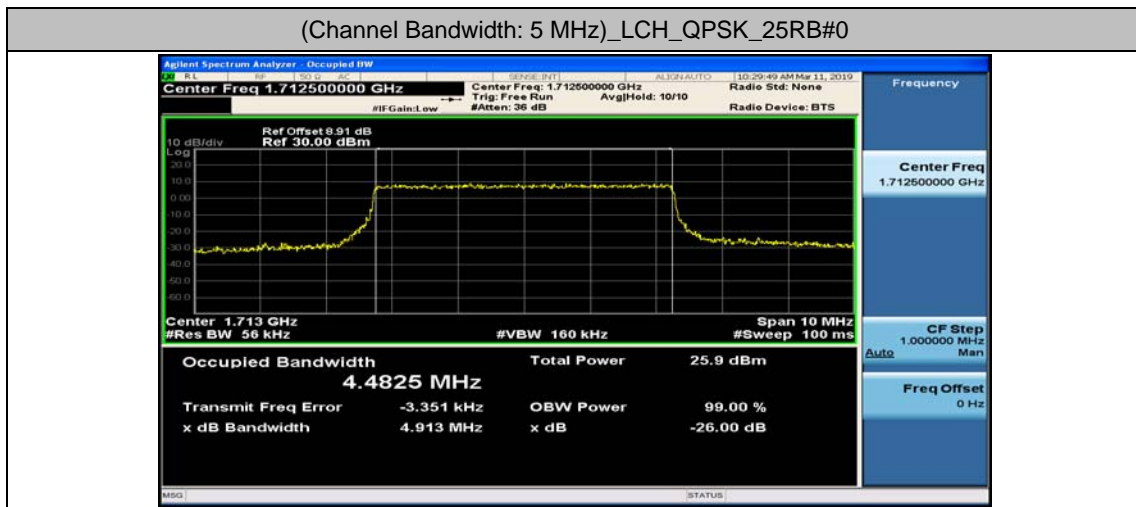 (Channel Bandwidth: 5 MHz)_LCH_QPSK_25RB#0
Agilent Spectrum Analyzer - Occupied BW
RL RF 50 Ω AC SENSE:INT ALIGN AUTO 10:29:49 AM Mar 11, 2019
Center Freq 1.712500000 GHz Center Freq: 1.712500000 GHz Radio Std: None
Trig: Free Run Avg|Hold: 10/10
#IFGain:Low #Atten: 36 dB Radio Device: BTS
Frequency
Ref Offset 8.91 dB
10 dB/div Ref 30.00 dBm
Log
20.0
10.0
0.00
-10.0
-20.0
-30.0
-40.0
-50.0
-60.0
Center Freq
1.712500000 GHz
Center 1.713 GHz Span 10 MHz
#Res BW 56 kHz #VBW 160 kHz #Sweep 100 ms
CF Step
1.000000 MHz
Auto Man
Occupied Bandwidth Total Power 25.9 dBm
4.4825 MHz
Transmit Freq Error -3.351 kHz OBW Power 99.00 %
x dB Bandwidth 4.913 MHz x dB -26.00 dB
Freq Offset
0 Hz
MSG STATUS